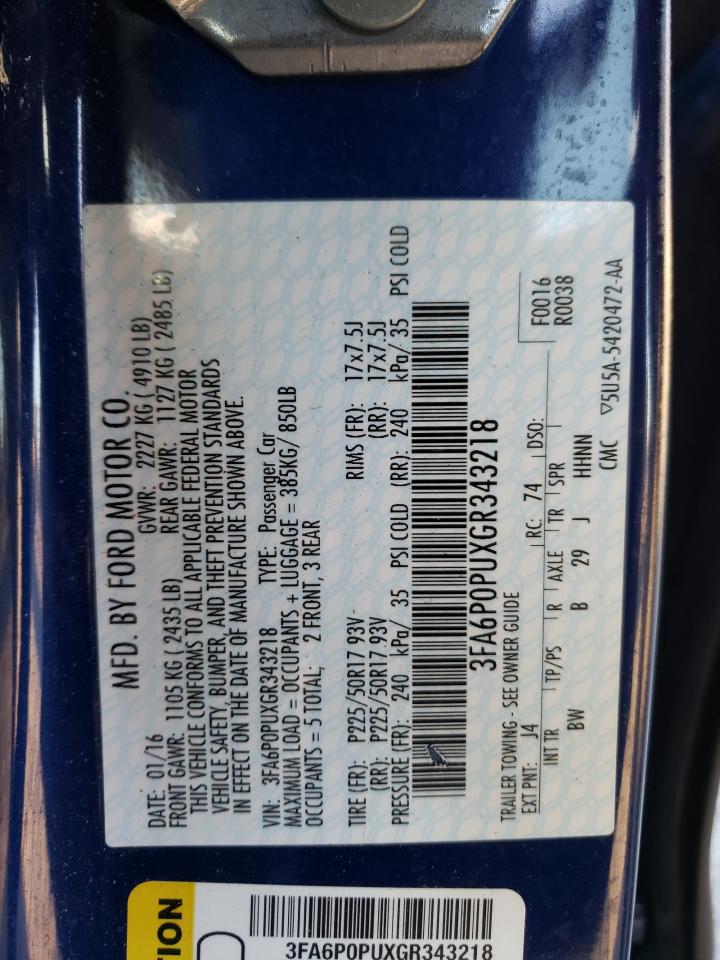 MFD. BY FORD MOTOR CO.
DATE: 01/16 GVWR: 2227 KG ( 4910 LB)
FRONT GAWR: 1105 KG ( 2435 LB) REAR GAWR: 1127 KG ( 2485 LB)
THIS VEHICLE CONFORMS TO ALL APPLICABLE FEDERAL MOTOR
VEHICLE SAFETY, BUMPER, AND THEFT PREVENTION STANDARDS
IN EFFECT ON THE DATE OF MANUFACTURE SHOWN ABOVE.
VIN: 3FA6P0PUXGR343218 TYPE: Passenger Car
MAXIMUM LOAD = OCCUPANTS + LUGGAGE = 385KG/ 850LB
OCCUPANTS = 5 TOTAL; 2 FRONT, 3 REAR
TIRE (FR): P225/50R17 93V RIMS (FR): 17x7.5J
(RR): P225/50R17 93V (RR): 17x7.5J
PRESSURE (FR): 240 kPa/ 35 PSI COLD (RR): 240 kPa/ 35 PSI COLD
3FA6P0PUXGR343218
TRAILER TOWING - SEE OWNER GUIDE F0016
EXT PNT: J4 RC: 74 DSO: R0038
INT TR TP/PS R AXLE TR SPR
BW B 29 J HHNN
CMC ▽5U5A-5420472-AA
TION
3FA6P0PUXGR343218